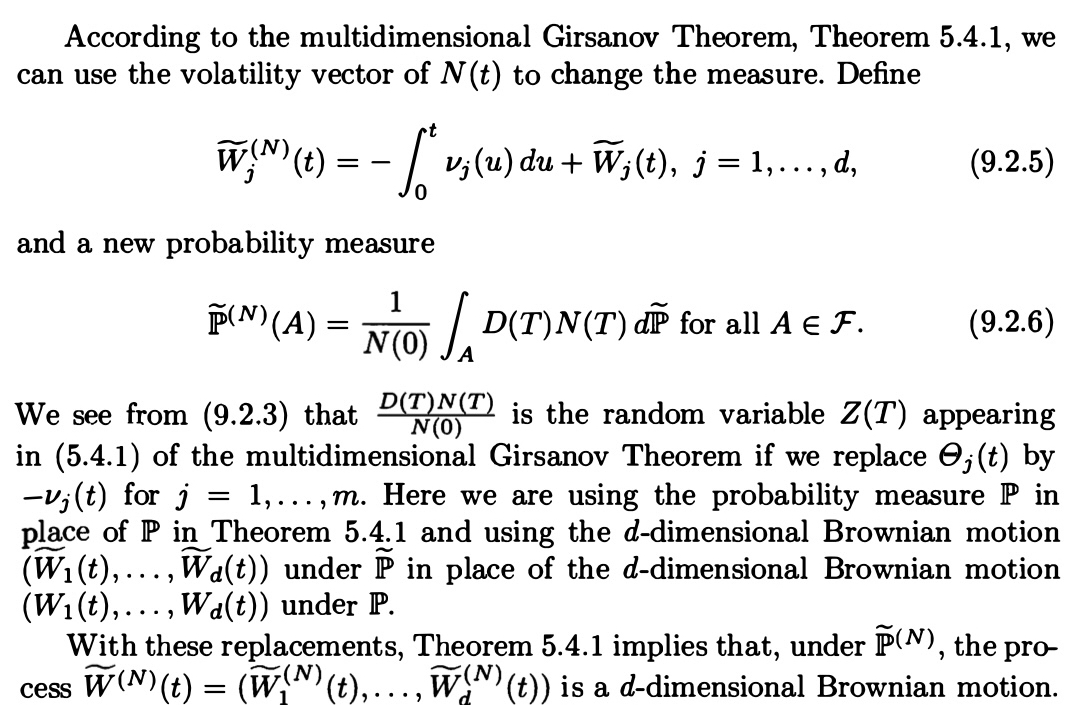 According to the multidimensional Girsanov Theorem, Theorem 5.4.1, we
can use the volatility vector of N(t) to change the measure. Define
W̃_j^{(N)}(t) = −∫_0^t ν_j(u) du + W̃_j(t), j = 1, . . . , d, (9.2.5)
and a new probability measure
ℙ̃^{(N)}(A) = \frac{1}{N(0)} ∫_A D(T)N(T) dℙ̃ for all A ∈ ℱ. (9.2.6)
We see from (9.2.3) that \frac{D(T)N(T)}{N(0)} is the random variable Z(T) appearing
in (5.4.1) of the multidimensional Girsanov Theorem if we replace Θ_j(t) by
−ν_j(t) for j = 1, . . . , m. Here we are using the probability measure ℙ in
place of ℙ in Theorem 5.4.1 and using the d-dimensional Brownian motion
(W̃_1(t), . . . , W̃_d(t)) under ℙ̃ in place of the d-dimensional Brownian motion
(W_1(t), . . . , W_d(t)) under ℙ.
With these replacements, Theorem 5.4.1 implies that, under ℙ̃^{(N)}, the pro-
cess W̃^{(N)}(t) = (W̃_1^{(N)}(t), . . . , W̃_d^{(N)}(t)) is a d-dimensional Brownian motion.